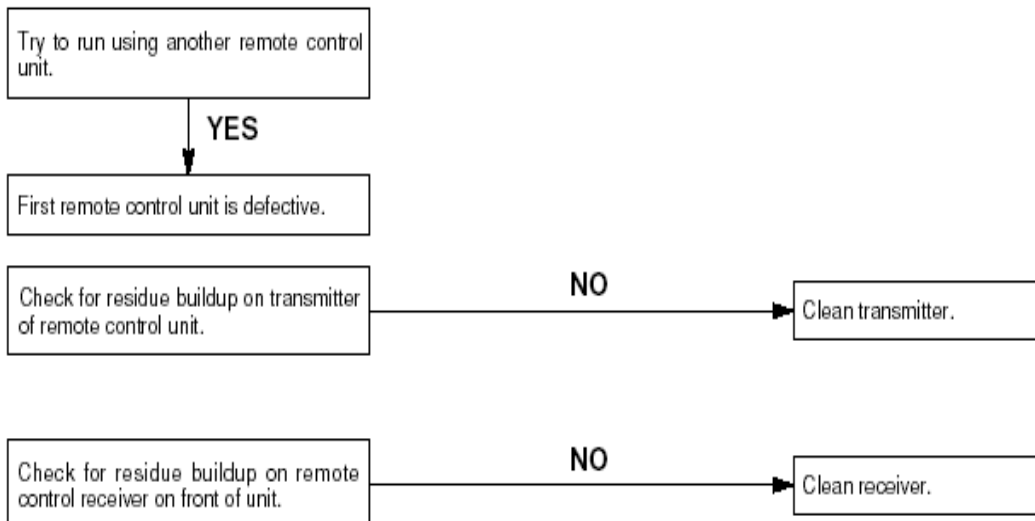 Try to run using another remote control
unit.
YES
First remote control unit is defective.
Check for residue buildup on transmitter
of remote control unit.
NO
Clean transmitter.
Check for residue buildup on remote
control receiver on front of unit.
NO
Clean receiver.